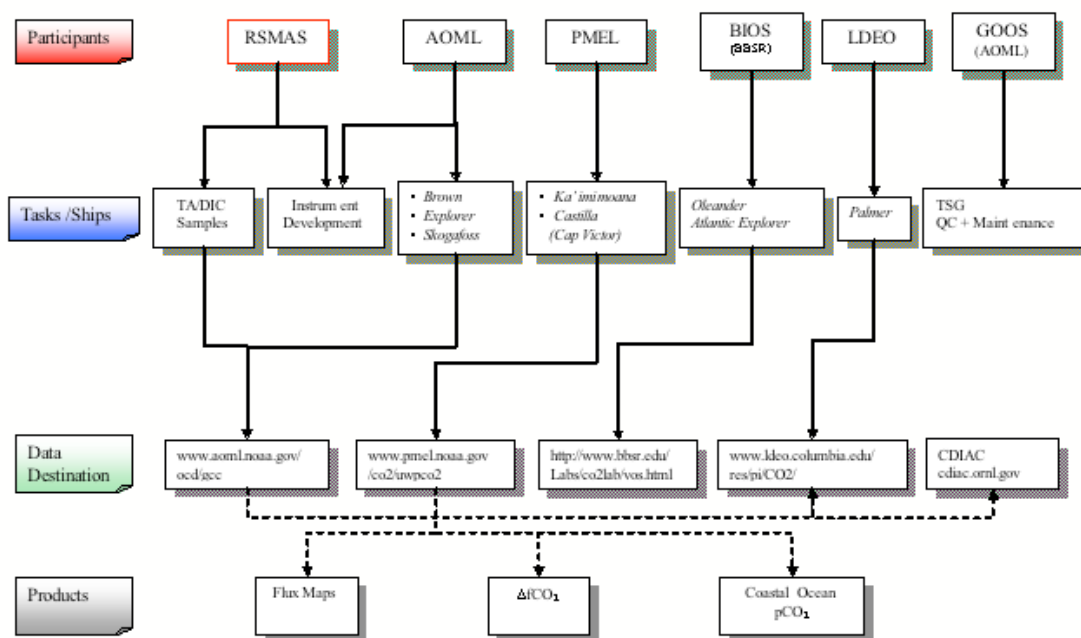 Participants
RSMAS
AOML
PMEL
BIOS
(BBSR)
LDEO
GOOS
(AOML)
Tasks /Ships
TA/DIC
Samples
Instrum ent
Development
▪ Brown
▪ Explorer
▪ Skogafoss
▪ Ka' imimoana
▪ Castilla
(Cap Victor)
Oleander
Atlantic Explorer
Palmer
TSG
QC + Maint enance
Data
Destination
www.aoml.noaa.gov/
ocd/gcc
www.pmel.noaa.gov
/co2/uwpco2
http://www.bbsr.edu/
Labs/co2lab/vos.html
www.ldeo.columbia.edu/
res/pi/CO2/
CDIAC
cdiac.ornl.gov
Products
Flux Maps
ΔfCO₂
Coastal Ocean
pCO₂